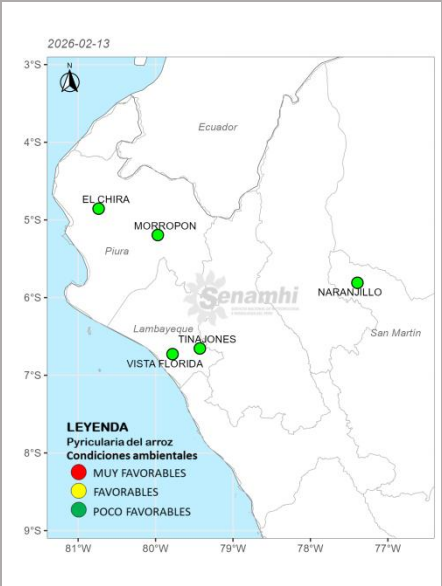 2026-02-13
3°S
N
4°S
Ecuador
EL CHIRA
5°S
MORROPON
Piura
6°S
Senamhi
NARANJILLO
Lambayeque
San Martín
TINAJONES
VISTA FLORIDA
7°S
LEYENDA
Pyricularia del arroz
Condiciones ambientales
8°S
MUY FAVORABLES
FAVORABLES
POCO FAVORABLES
9°S
81°W 80°W 79°W 78°W 77°W